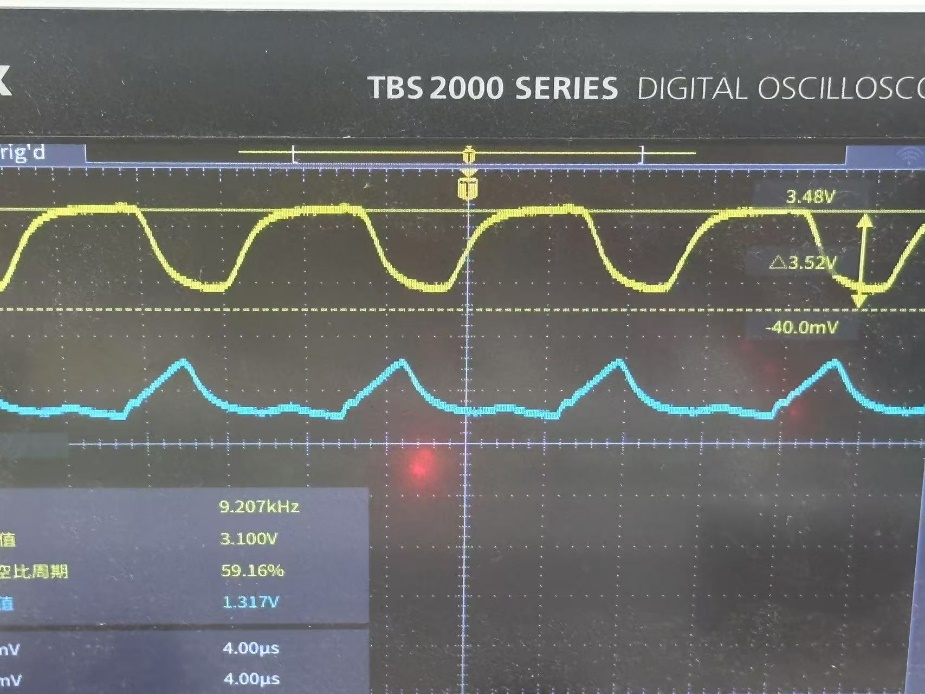 TBS 2000 SERIES DIGITAL OSCILLOSCO
rig'd
T
T
3.48V
△3.52V
-40.0mV
9.207kHz
值 3.100V
空比周期 59.16%
值 1.317V
mV 4.00µs
mV 4.00µs